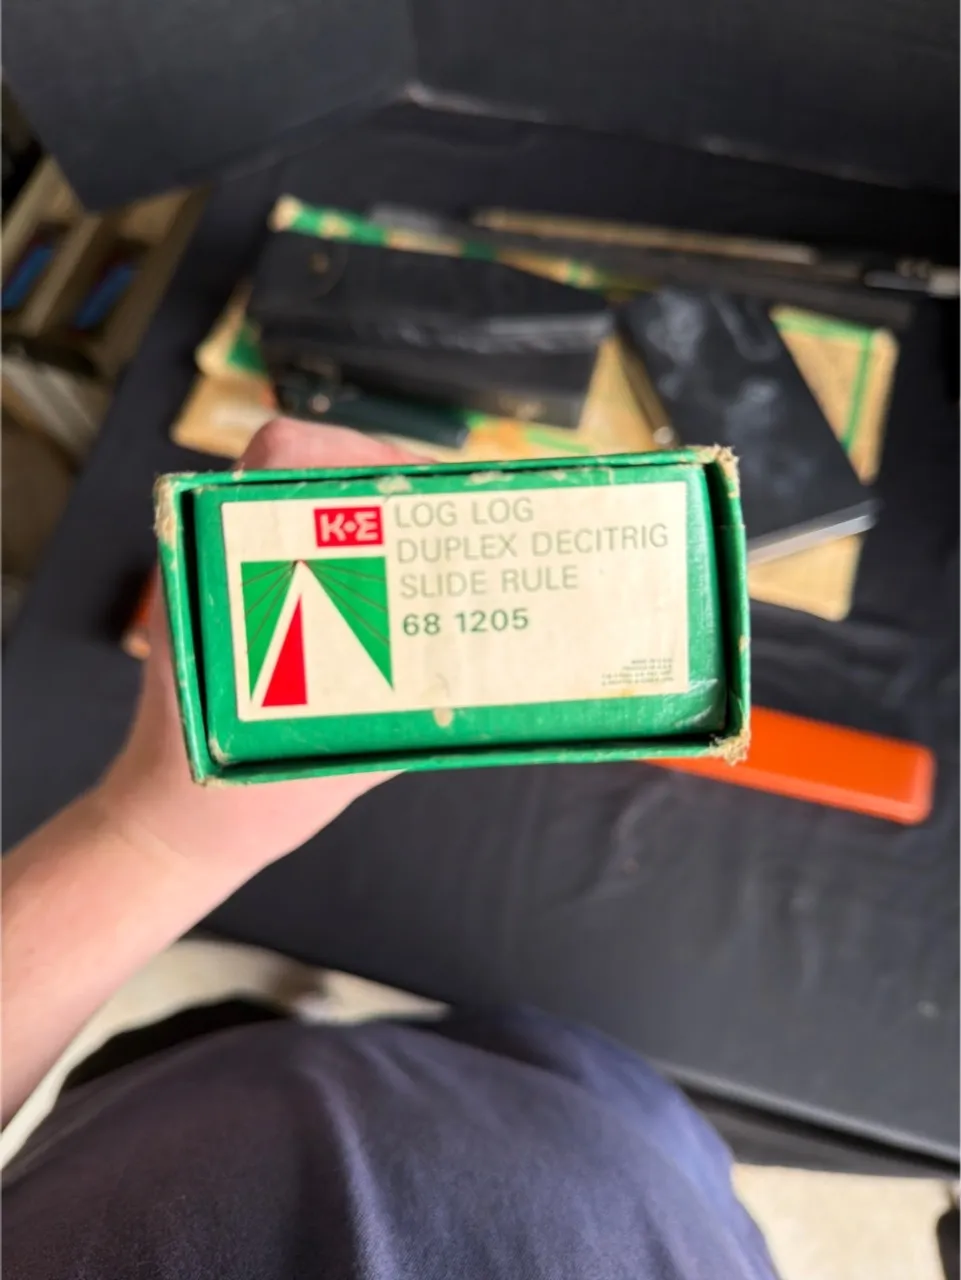 K+E
LOG LOG
DUPLEX DECITRIG
SLIDE RULE
68 1205